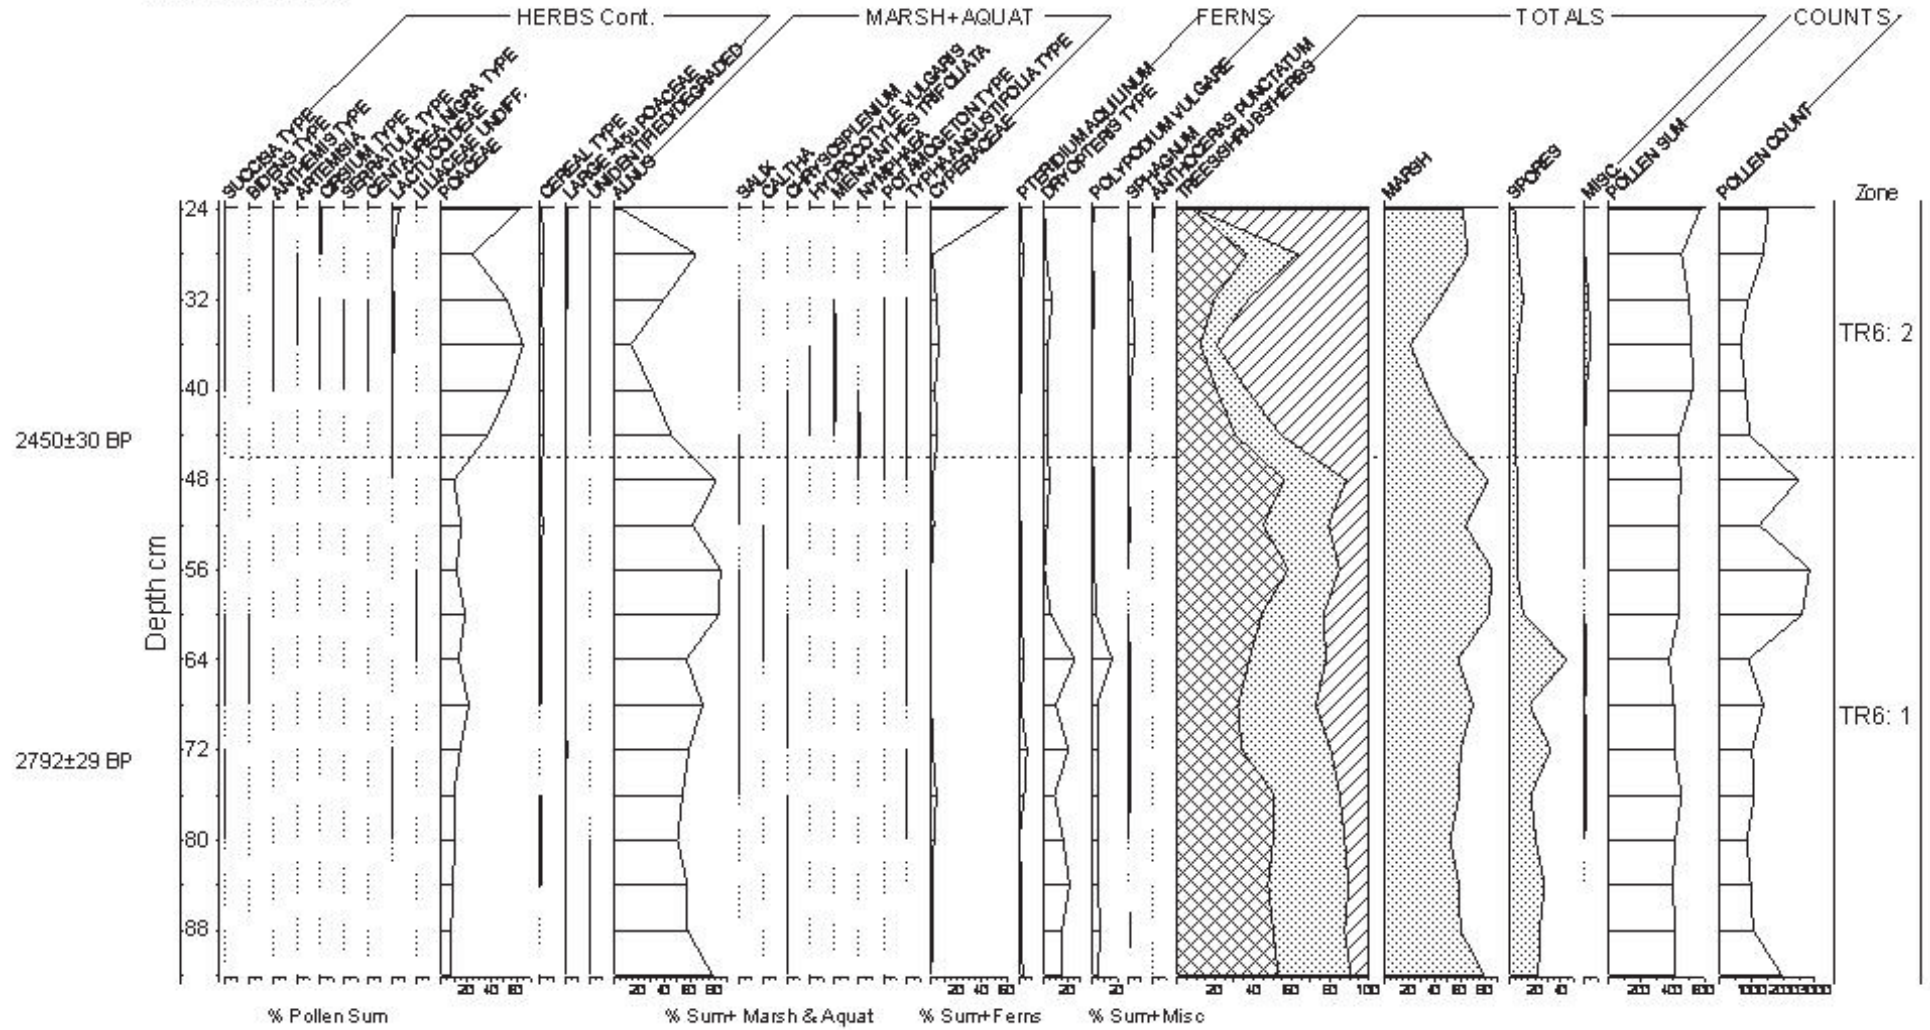 HERBS Cont. MARSH+AQUAT FERNS TOTALS COUNTS
SUCCISA TYPE
BIDENS TYPE
ANTHEMIS TYPE
ARTEMISIA
CIRSIUM TYPE
SERRATULA TYPE
CENTAUREA NIGRA TYPE
LACTUCOIDEAE
LILIACEAE UNDIFF.
POACEAE
CEREAL TYPE
LARGE >45u POACEAE
UNIDENTIFIED/DEGRADED
ALNUS
SALIX
CALTHA
CHRYSOSPLENIUM
HYDROCOTYLE VULGARIS
MENYANTHES TRIFOLIATA
NYMPHAEA
POTAMOGETON TYPE
TYPHA ANGUSTIFOLIA TYPE
CYPERACEAE
PTERIDIUM AQUILINUM
DRYOPTERIS TYPE
POLYPODIUM VULGARE
SPHAGNUM
ANTHOCERAS PUNCTATUM
TREES/SHRUBS/HERBS
MARSH
SPORES
MISC
POLLEN SUM
POLLEN COUNT
Zone
24
32
TR6: 2
40
2450±30 BP
48
56
Depth cm
64
TR6: 1
72
2792±29 BP
80
88
20 40 60 20 40 60 80 20 40 60 20 20 20 40 60 80 100 20 40 60 80 20 40 200 400 600 1000 2000 3000
% Pollen Sum % Sum+ Marsh & Aquat % Sum+Ferns % Sum+Misc